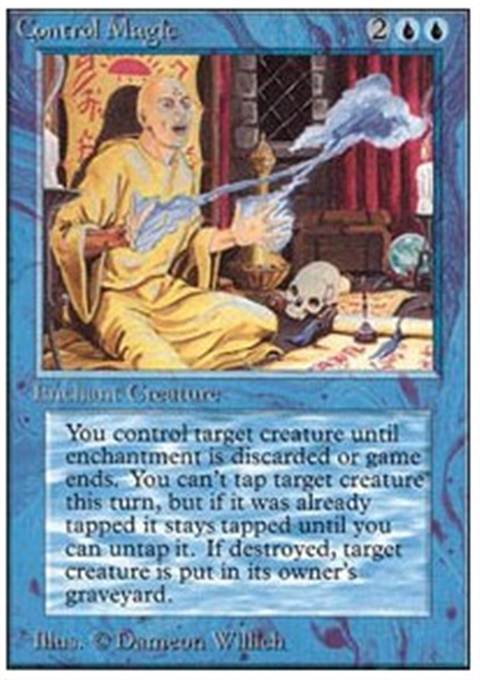 Control Magic 2
Enchant Creature
You control target creature until
enchantment is discarded or game
ends. You can't tap target creature
this turn, but if it was already
tapped it stays tapped until you
can untap it. If destroyed, target
creature is put in its owner's
graveyard.
Illus. © Dameon Willich